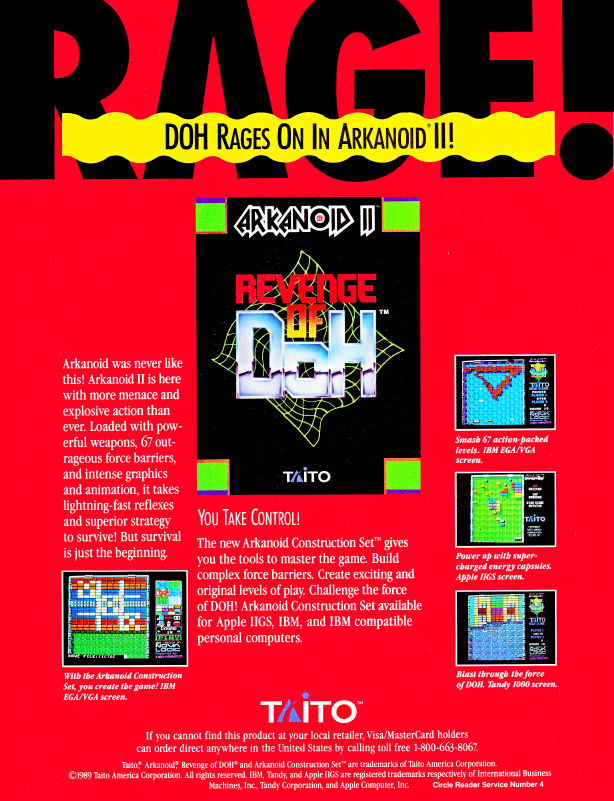 RAGE!
DOH RAGES ON IN ARKANOID® II!
ARKANOID II™
REVENGE
OF
DOH™
TAITO
Arkanoid was never like
this! Arkanoid II is here
with more menace and
explosive action than
ever. Loaded with pow-
erful weapons, 67 out-
rageous force barriers,
and intense graphics
and animation, it takes
lightning-fast reflexes
and superior strategy
to survive! But survival
is just the beginning.
With the Arkanoid Construction
Set, you create the game! IBM
EGA/VGA screen.
YOU TAKE CONTROL!
The new Arkanoid Construction Set™ gives
you the tools to master the game. Build
complex force barriers. Create exciting and
original levels of play. Challenge the force
of DOH! Arkanoid Construction Set available
for Apple IIGS, IBM, and IBM compatible
personal computers.
TAITO
Smash 67 action-packed
levels. IBM EGA/VGA
screen.
TAITO
Power up with super-
charged energy capsules.
Apple IIGS screen.
TAITO
Blast through the force
of DOH. Tandy 1000 screen.
TAITO™
If you cannot find this product at your local retailer, Visa/MasterCard holders
can order direct anywhere in the United States by calling toll free 1-800-663-8067.
Taito,® Arkanoid,® Revenge of DOH® and Arkanoid Construction Set™ are trademarks of Taito America Corporation.
©1989 Taito America Corporation. All rights reserved. IBM, Tandy, and Apple IIGS are registered trademarks respectively of International Business
Machines, Inc., Tandy Corporation, and Apple Computer, Inc. Circle Reader Service Number 4